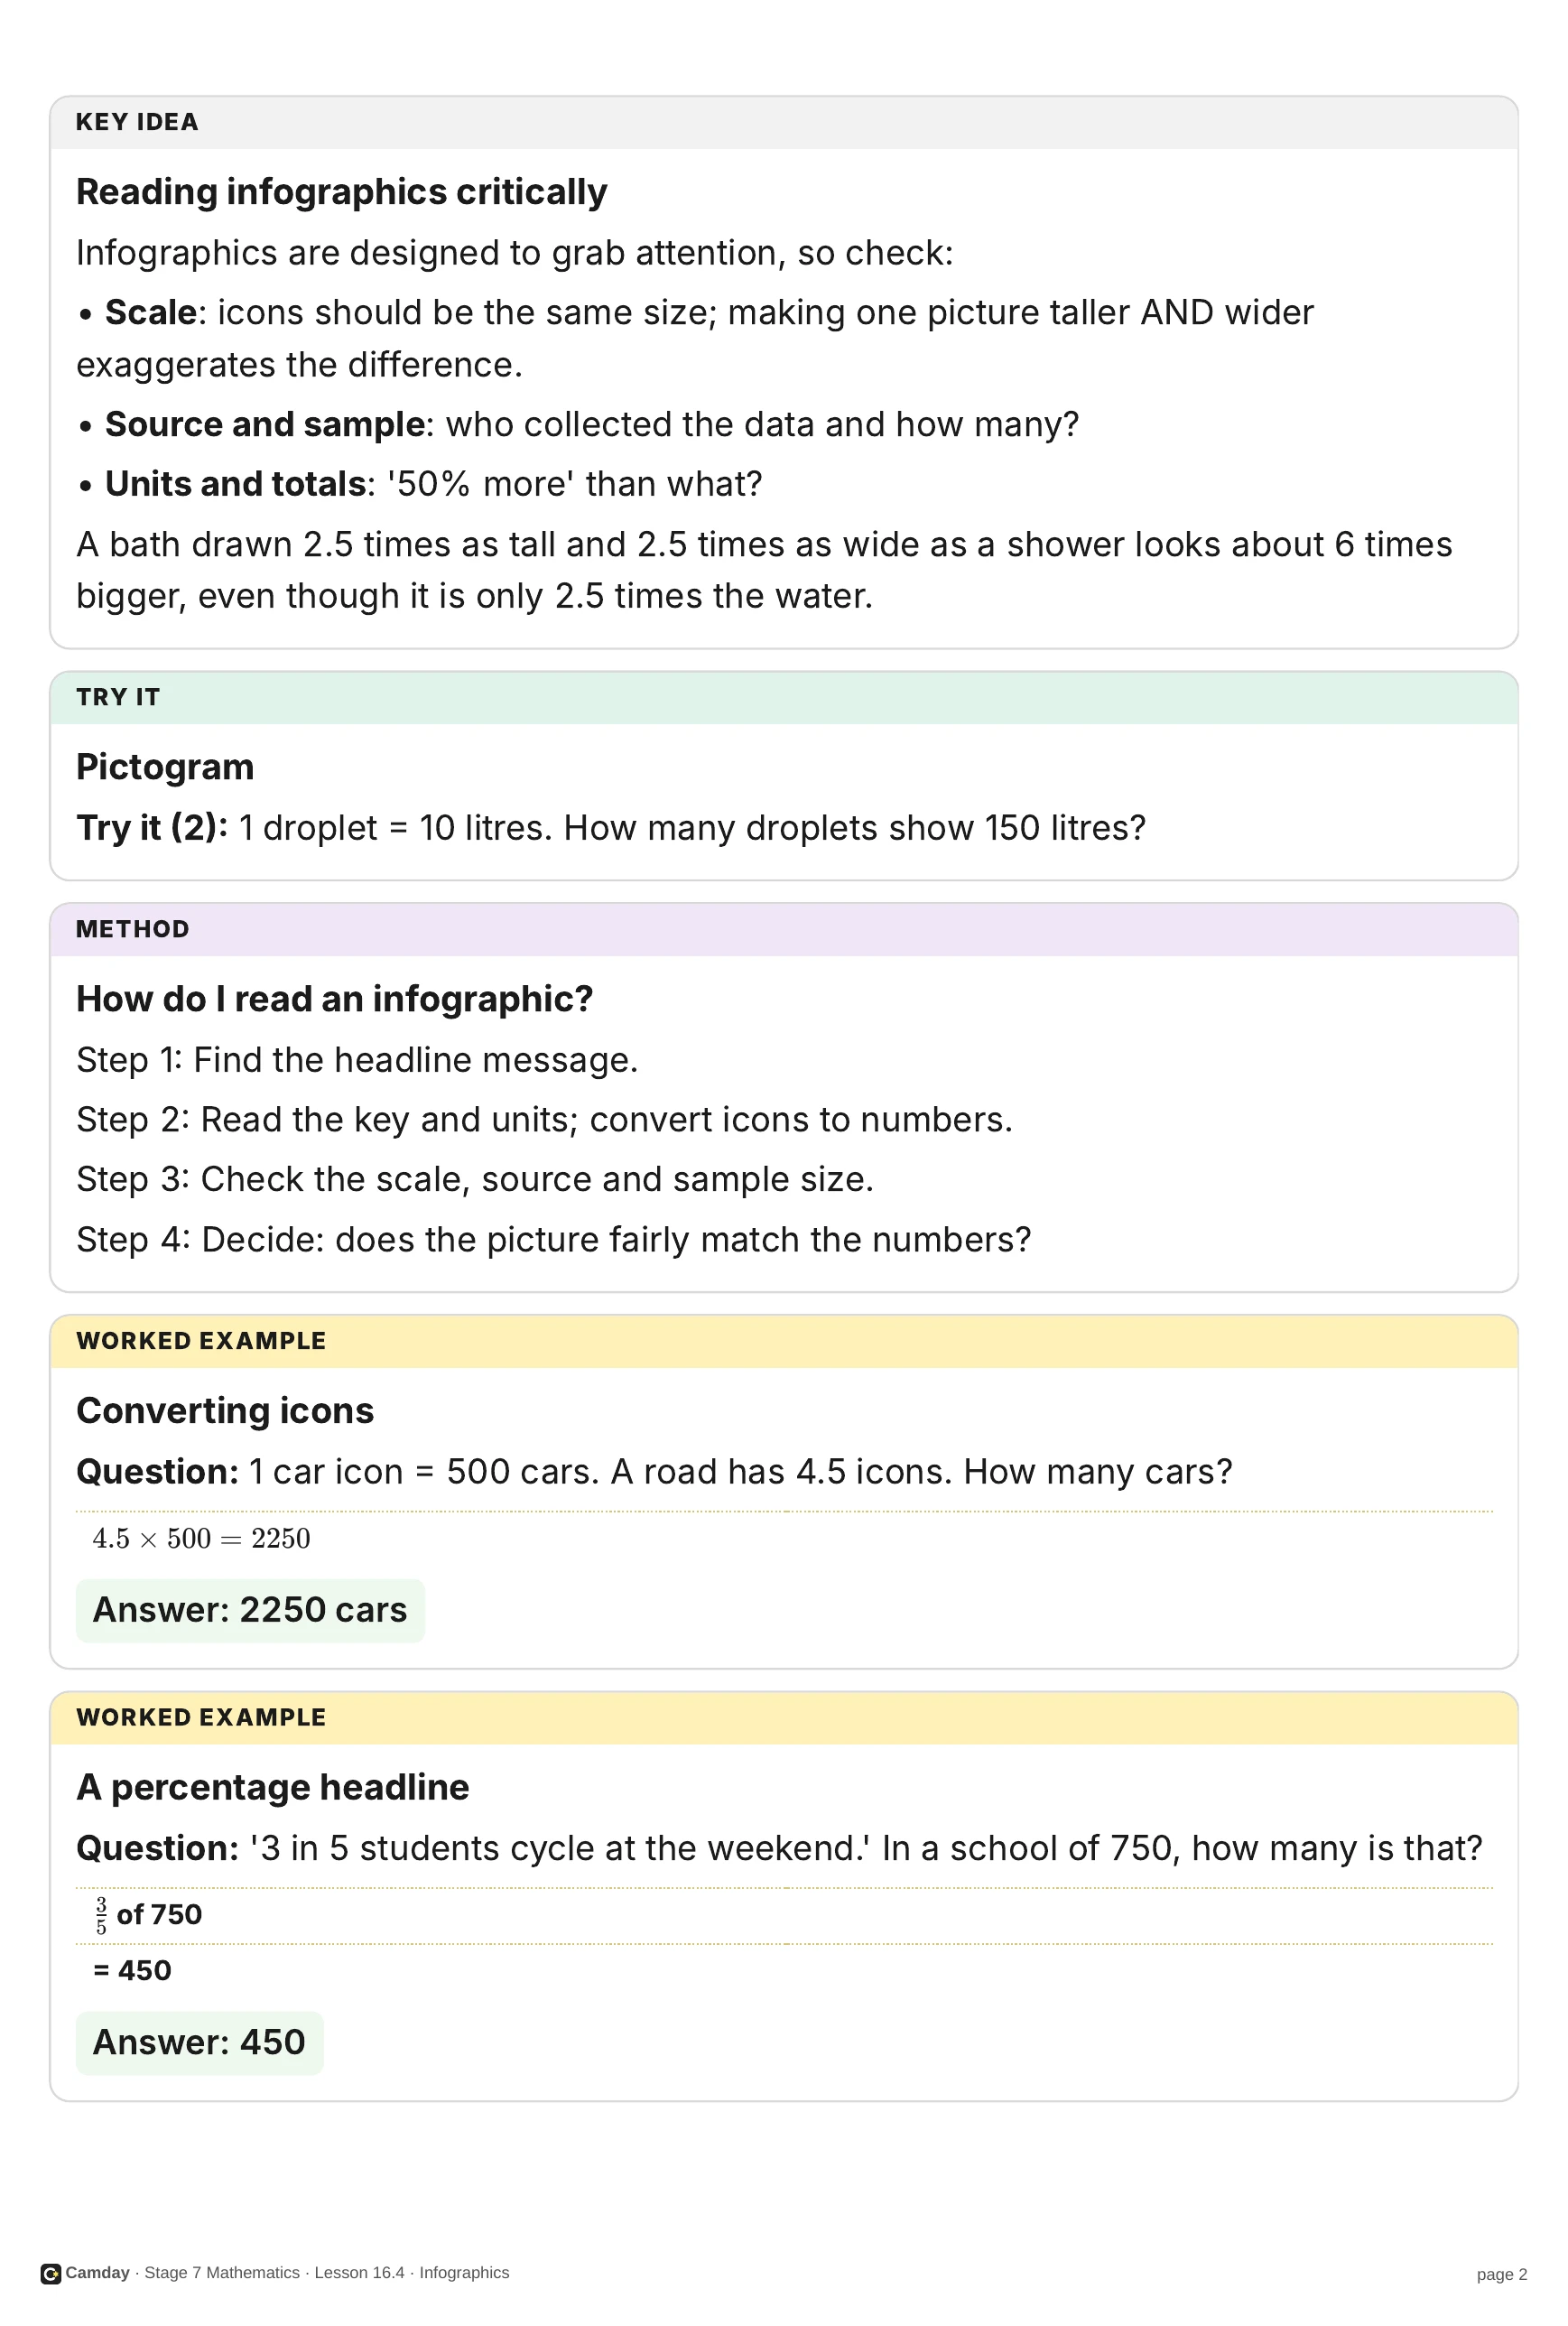 KEY IDEA
Reading infographics critically
Infographics are designed to grab attention, so check:
• Scale: icons should be the same size; making one picture taller AND wider
exaggerates the difference.
• Source and sample: who collected the data and how many?
• Units and totals: '50% more' than what?
A bath drawn 2.5 times as tall and 2.5 times as wide as a shower looks about 6 times
bigger, even though it is only 2.5 times the water.
TRY IT
Pictogram
Try it (2): 1 droplet = 10 litres. How many droplets show 150 litres?
METHOD
How do I read an infographic?
Step 1: Find the headline message.
Step 2: Read the key and units; convert icons to numbers.
Step 3: Check the scale, source and sample size.
Step 4: Decide: does the picture fairly match the numbers?
WORKED EXAMPLE
Converting icons
Question: 1 car icon = 500 cars. A road has 4.5 icons. How many cars?
4.5 × 500 = 2250
Answer: 2250 cars
WORKED EXAMPLE
A percentage headline
Question: '3 in 5 students cycle at the weekend.' In a school of 750, how many is that?
3/5 of 750
= 450
Answer: 450
Camday · Stage 7 Mathematics · Lesson 16.4 · Infographics
page 2